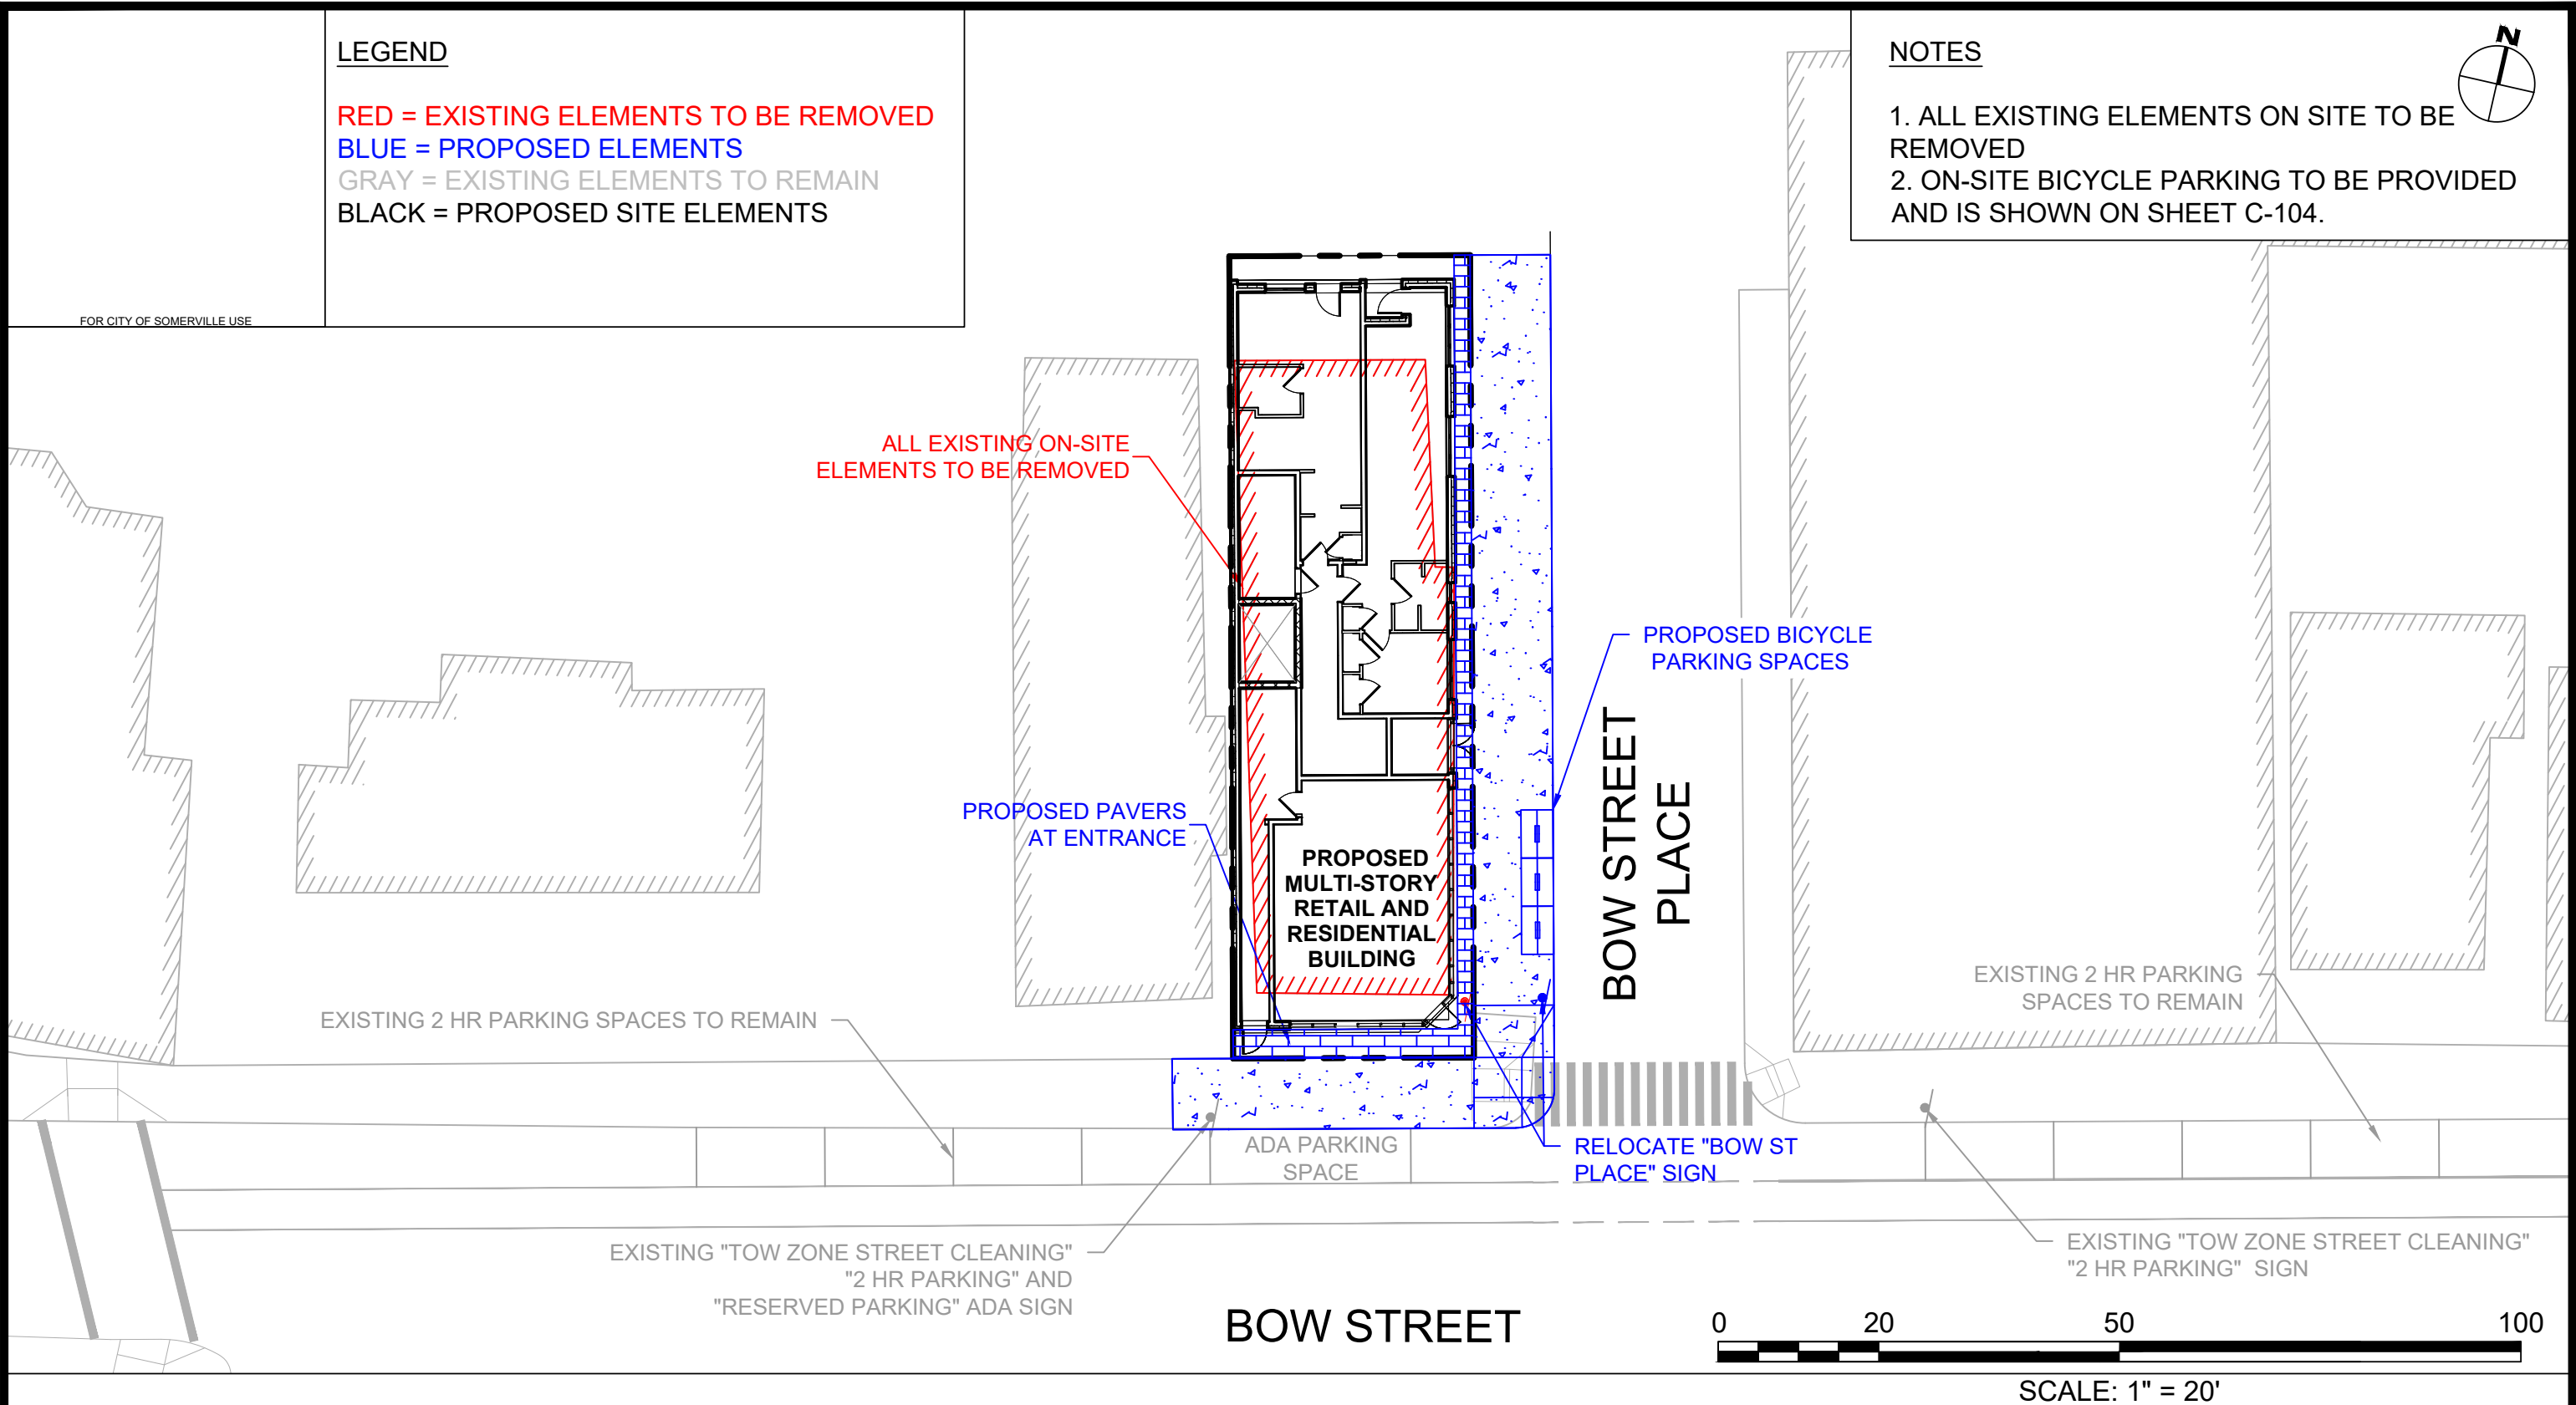 LEGEND
RED = EXISTING ELEMENTS TO BE REMOVED
BLUE = PROPOSED ELEMENTS
GRAY = EXISTING ELEMENTS TO REMAIN
BLACK = PROPOSED SITE ELEMENTS
FOR CITY OF SOMERVILLE USE
NOTES
N
1. ALL EXISTING ELEMENTS ON SITE TO BE
REMOVED
2. ON-SITE BICYCLE PARKING TO BE PROVIDED
AND IS SHOWN ON SHEET C-104.
ALL EXISTING ON-SITE
ELEMENTS TO BE REMOVED
PROPOSED BICYCLE
PARKING SPACES
PROPOSED PAVERS
AT ENTRANCE
PROPOSED
MULTI-STORY
RETAIL AND
RESIDENTIAL
BUILDING
BOW STREET
PLACE
EXISTING 2 HR PARKING SPACES TO REMAIN
EXISTING 2 HR PARKING
SPACES TO REMAIN
ADA PARKING
SPACE
RELOCATE "BOW ST
PLACE" SIGN
EXISTING "TOW ZONE STREET CLEANING"
"2 HR PARKING" AND
"RESERVED PARKING" ADA SIGN
EXISTING "TOW ZONE STREET CLEANING"
"2 HR PARKING" SIGN
BOW STREET
0 20 50 100
SCALE: 1" = 20'